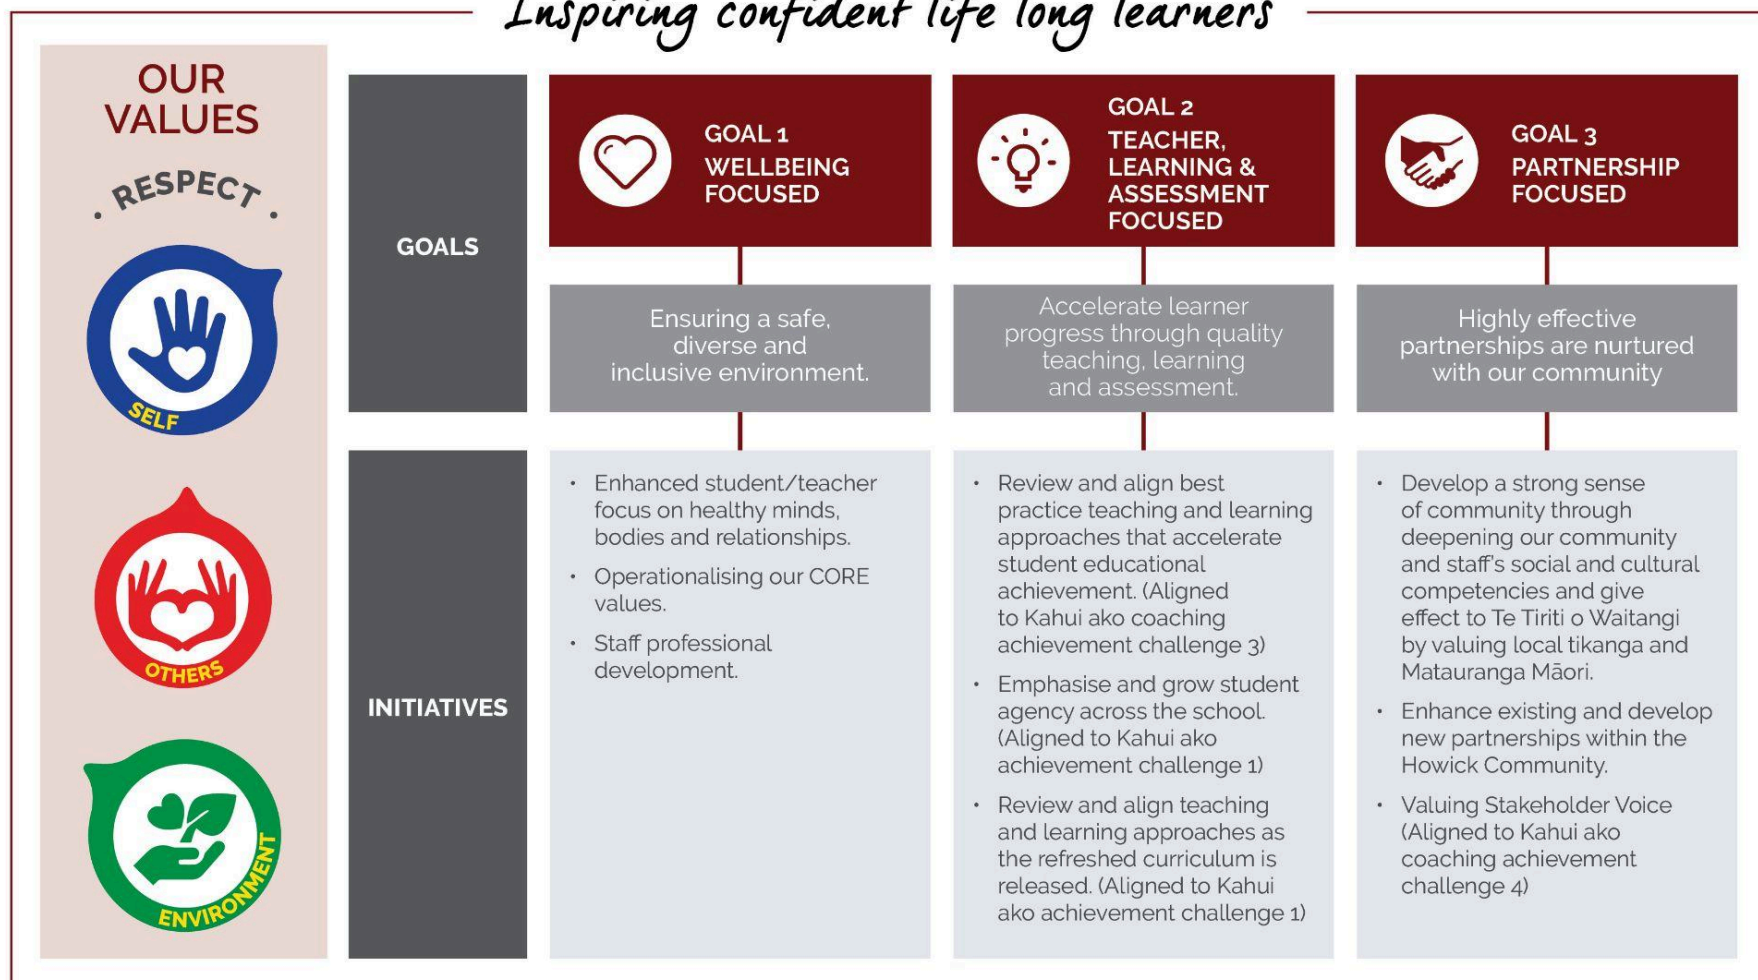 Inspiring confident life long learners
OUR
VALUES
. RESPECT .
SELF
OTHERS
ENVIRONMENT
GOALS
GOAL 1
WELLBEING
FOCUSED
GOAL 2
TEACHER,
LEARNING &
ASSESSMENT
FOCUSED
GOAL 3
PARTNERSHIP
FOCUSED
Ensuring a safe,
diverse and
inclusive environment.
Accelerate learner
progress through quality
teaching, learning
and assessment.
Highly effective
partnerships are nurtured
with our community
INITIATIVES
• Enhanced student/teacher
focus on healthy minds,
bodies and relationships.
• Operationalising our CORE
values.
• Staff professional
development.
• Review and align best
practice teaching and learning
approaches that accelerate
student educational
achievement. (Aligned
to Kahui ako coaching
achievement challenge 3)
• Emphasise and grow student
agency across the school.
(Aligned to Kahui ako
achievement challenge 1)
• Review and align teaching
and learning approaches as
the refreshed curriculum is
released. (Aligned to Kahui
ako achievement challenge 1)
• Develop a strong sense
of community through
deepening our community
and staff's social and cultural
competencies and give
effect to Te Tiriti o Waitangi
by valuing local tikanga and
Matauranga Māori.
• Enhance existing and develop
new partnerships within the
Howick Community.
• Valuing Stakeholder Voice
(Aligned to Kahui ako
coaching achievement
challenge 4)